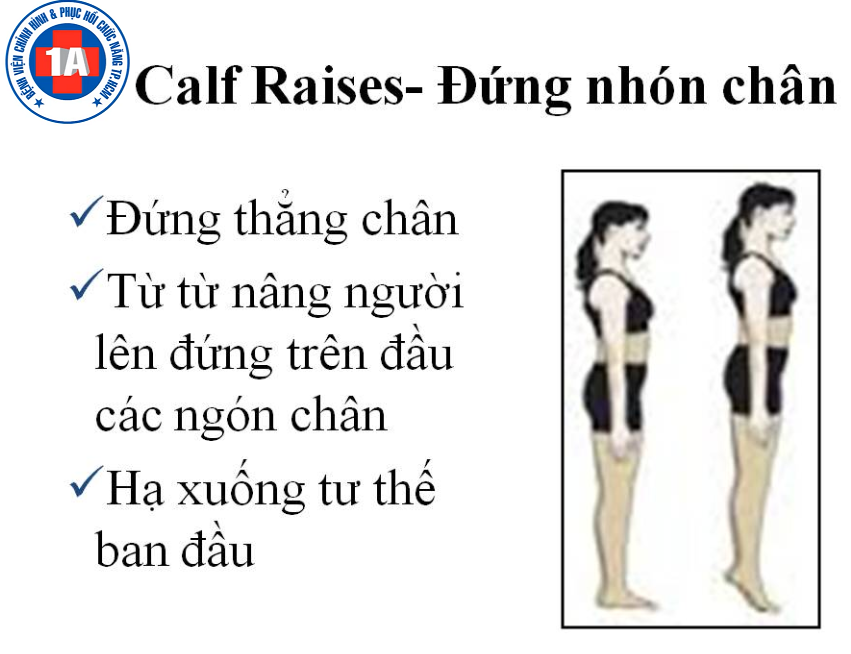 BỆNH VIỆN CHỈNH HÌNH & PHỤC HỒI CHỨC NĂNG TP.HCM
1A
Calf Raises- Đứng nhón chân
Đứng thẳng chân
Từ từ nâng người
lên đứng trên đầu
các ngón chân
Hạ xuống tư thế
ban đầu